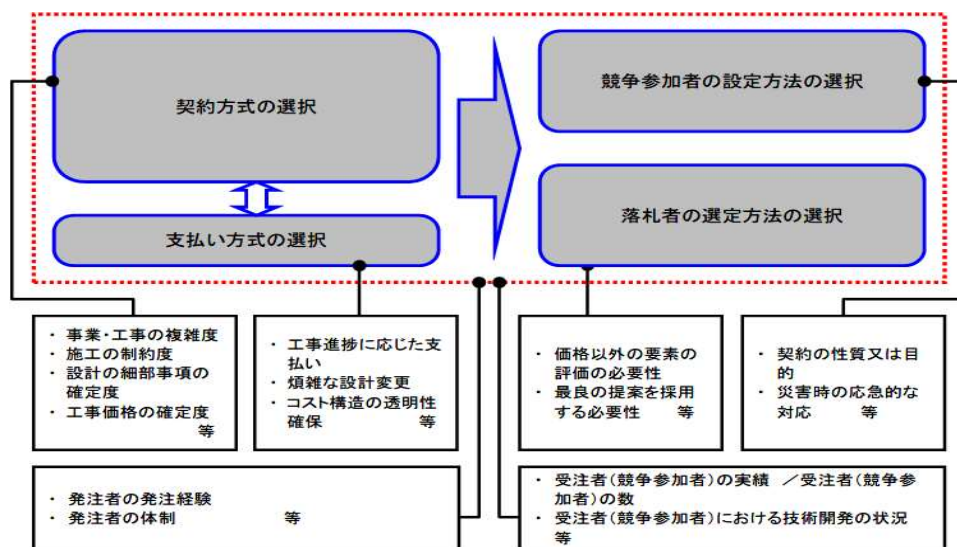 契約方式の選択
支払い方式の選択
競争参加者の設定方法の選択
落札者の選定方法の選択
・ 事業・工事の複雑度
・ 施工の制約度
・ 設計の細部事項の
確定度
・ 工事価格の確定度
等
・ 工事進捗に応じた支
払い
・ 煩雑な設計変更
・ コスト構造の透明性
確保 等
・ 価格以外の要素の
評価の必要性
・ 最良の提案を採用
する必要性 等
・ 契約の性質又は目
的
・ 災害時の応急的な
対応 等
・ 発注者の発注経験
・ 発注者の体制 等
・ 受注者(競争参加者)の実績 /受注者(競争参
加者)の数
・ 受注者(競争参加者)における技術開発の状況
等